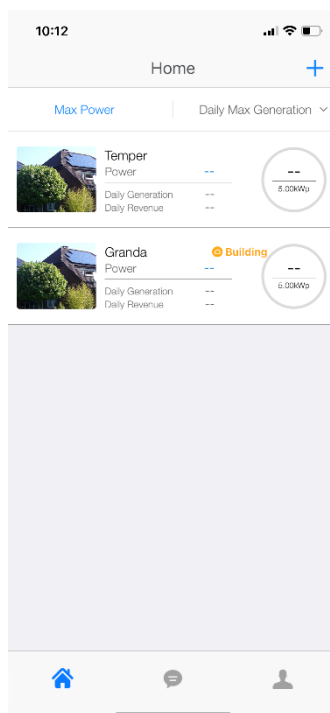 10:12
Home
Max Power
Daily Max Generation
Temper
Power --
--
5.00kWp
Daily Generation --
Daily Revenue --
Granda
Building
Power --
--
5.00kWp
Daily Generation --
Daily Revenue --